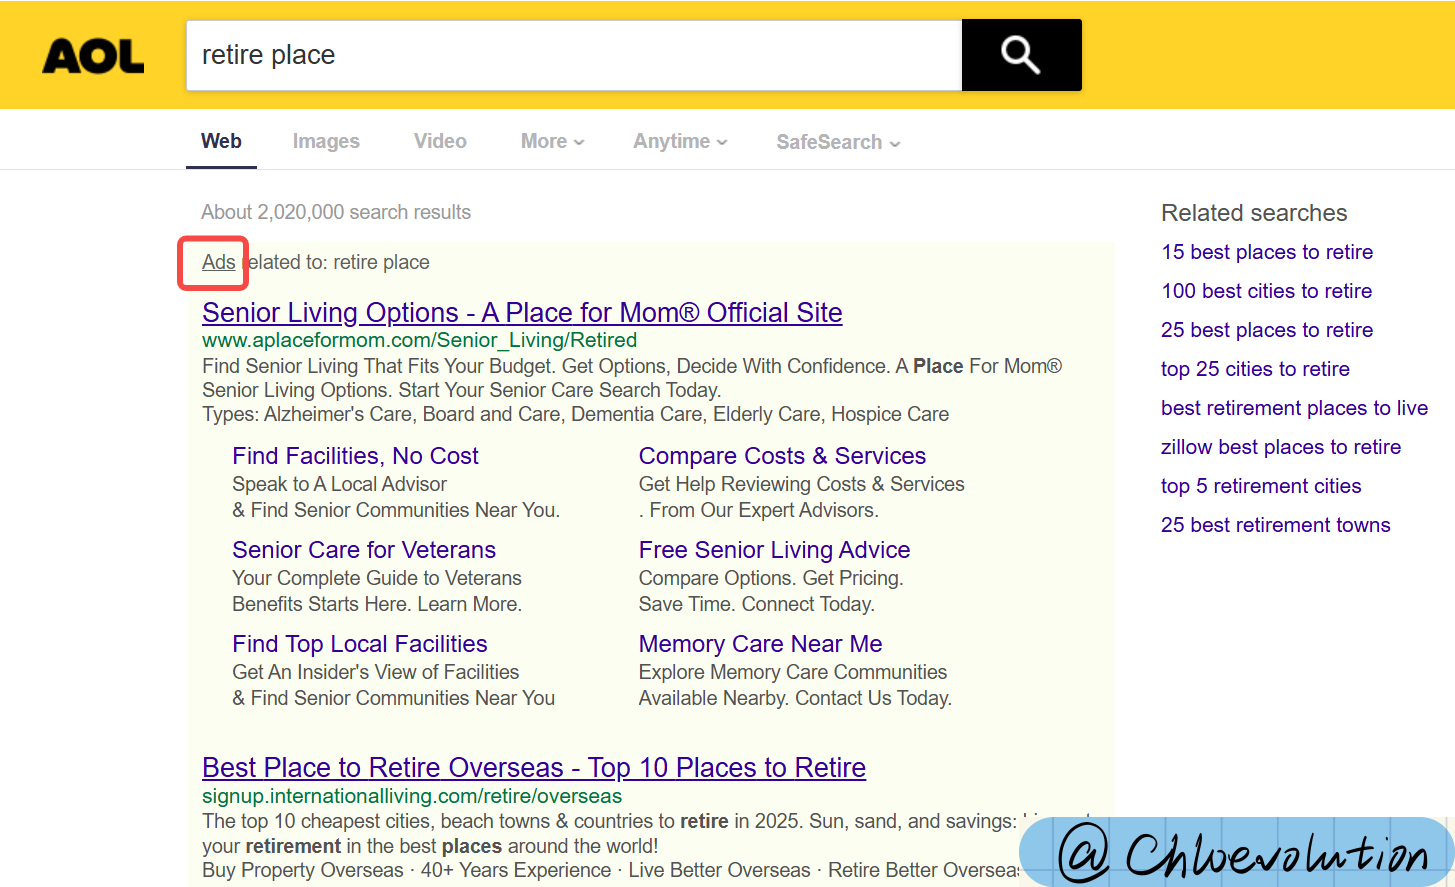 AOL
retire place
Web
Images
Video
More
Anytime
SafeSearch
About 2,020,000 search results
Ads related to: retire place
Senior Living Options - A Place for Mom® Official Site
www.aplaceformom.com/Senior_Living/Retired
Find Senior Living That Fits Your Budget. Get Options, Decide With Confidence. A Place For Mom®
Senior Living Options. Start Your Senior Care Search Today.
Types: Alzheimer's Care, Board and Care, Dementia Care, Elderly Care, Hospice Care
Find Facilities, No Cost
Speak to A Local Advisor
& Find Senior Communities Near You.
Compare Costs & Services
Get Help Reviewing Costs & Services
. From Our Expert Advisors.
Senior Care for Veterans
Your Complete Guide to Veterans
Benefits Starts Here. Learn More.
Free Senior Living Advice
Compare Options. Get Pricing.
Save Time. Connect Today.
Find Top Local Facilities
Get An Insider's View of Facilities
& Find Senior Communities Near You
Memory Care Near Me
Explore Memory Care Communities
Available Nearby. Contact Us Today.
Best Place to Retire Overseas - Top 10 Places to Retire
signup.internationalliving.com/retire/overseas
The top 10 cheapest cities, beach towns & countries to retire in 2025. Sun, sand, and savings:
your retirement in the best places around the world!
Buy Property Overseas · 40+ Years Experience · Live Better Overseas · Retire Better Overseas
Related searches
15 best places to retire
100 best cities to retire
25 best places to retire
top 25 cities to retire
best retirement places to live
zillow best places to retire
top 5 retirement cities
25 best retirement towns
@Chloevolution